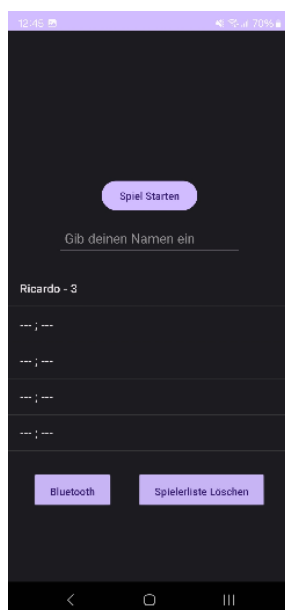 12:45
70%
Spiel Starten
Gib deinen Namen ein
Ricardo - 3
--- ; ---
--- ; ---
--- ; ---
--- ; ---
Bluetooth
Spielerliste Löschen